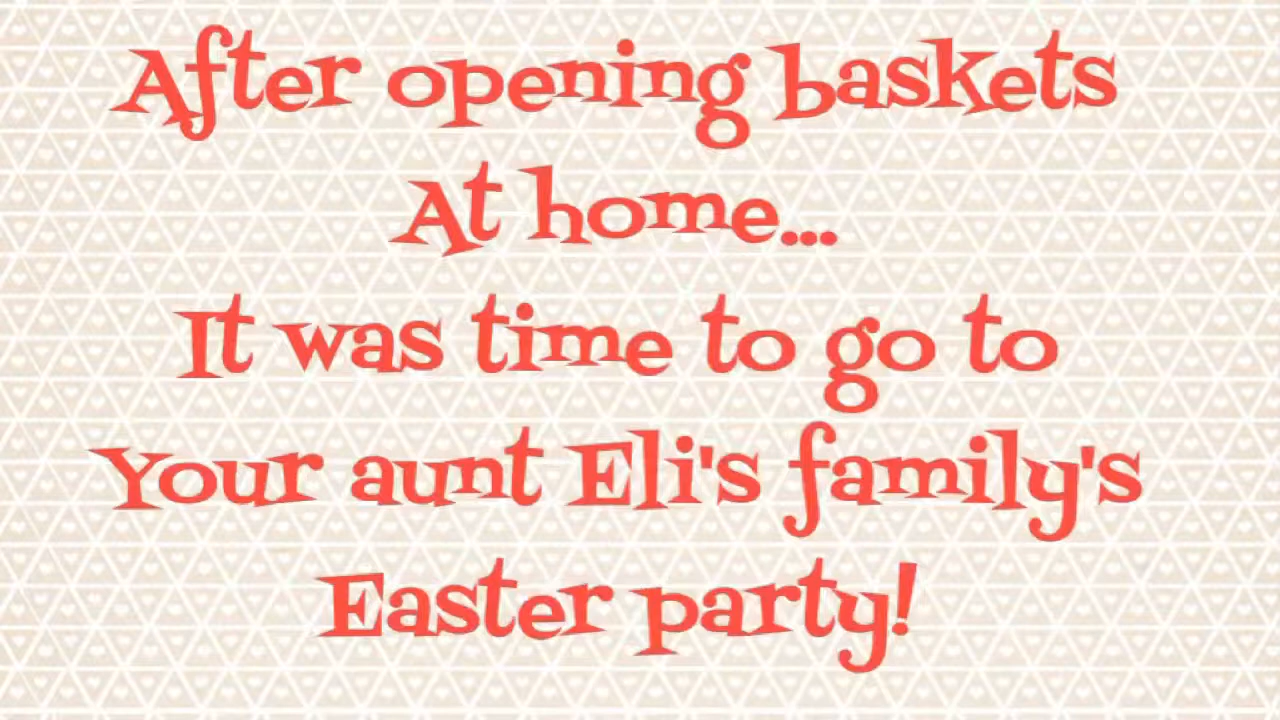 After opening baskets
At home...
It was time to go to
Your aunt Eli's family's
Easter party!